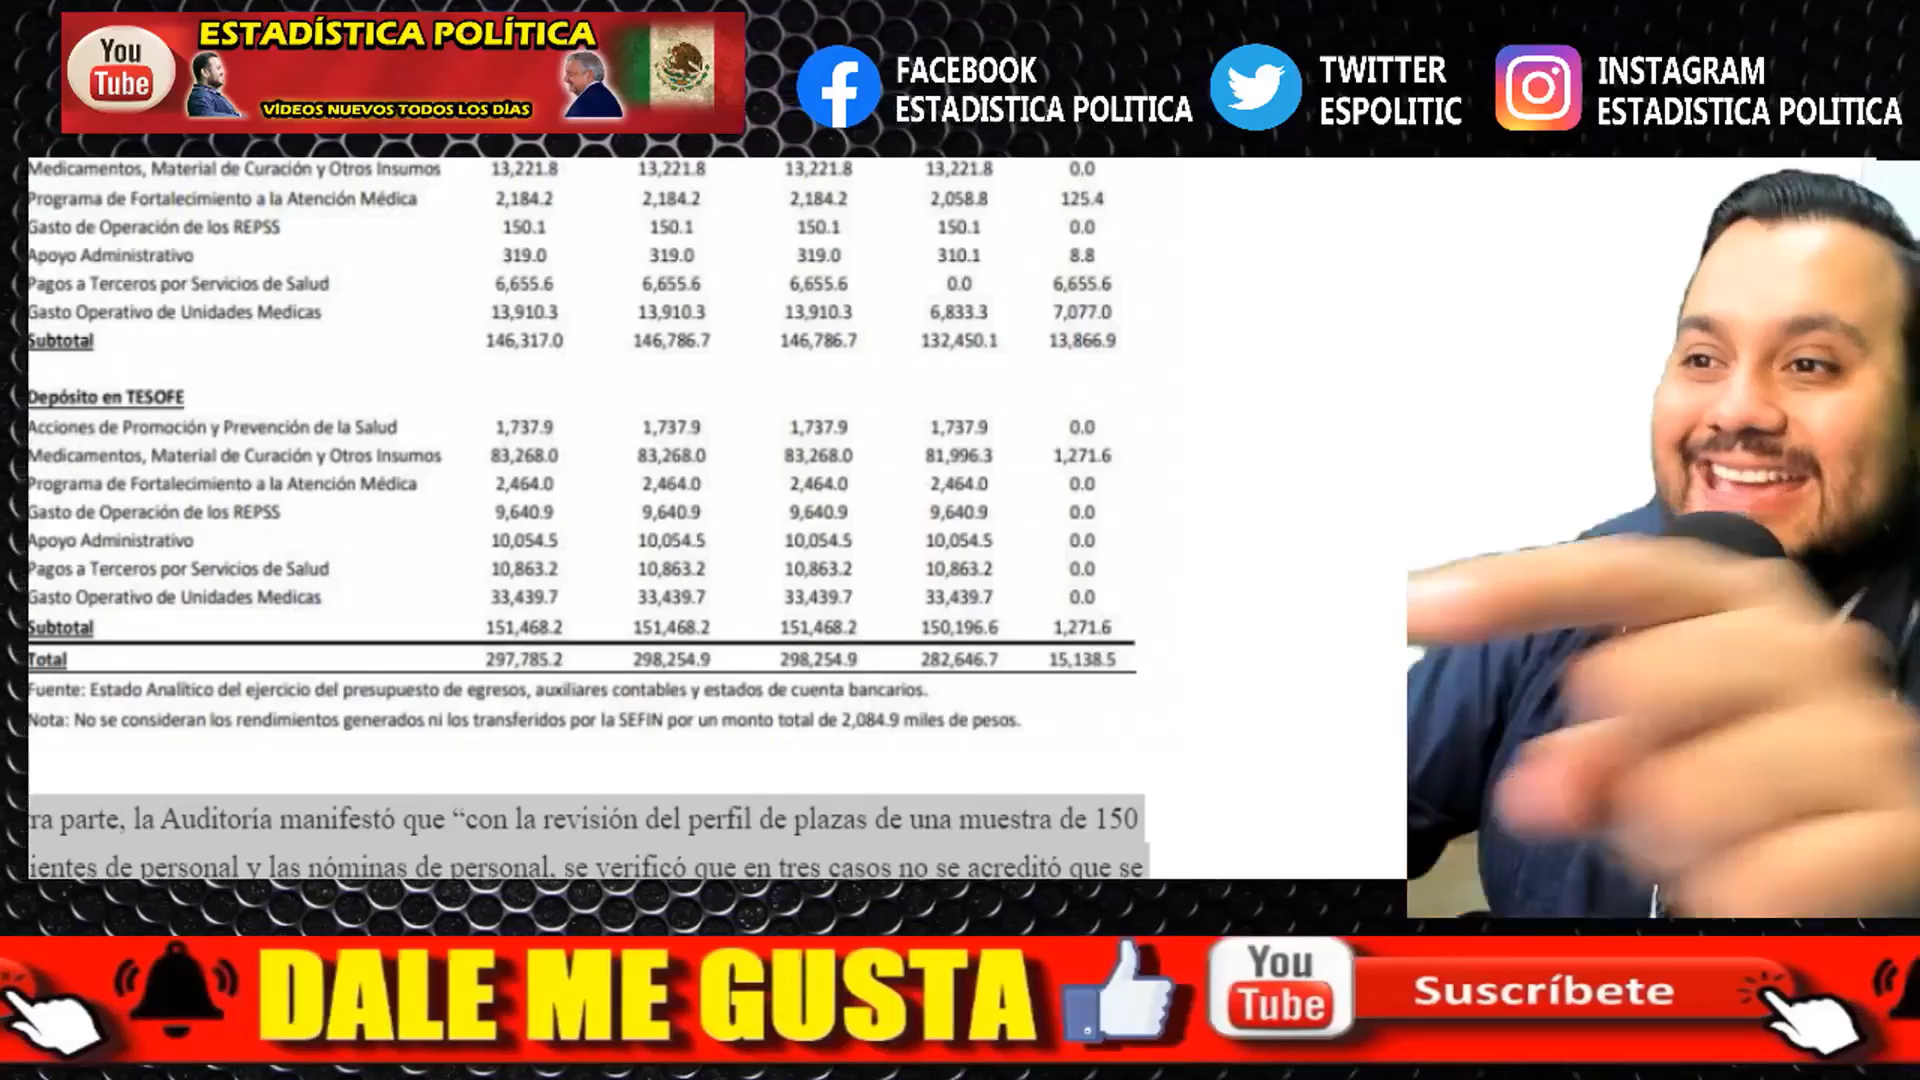 You
Tube
ESTADÍSTICA POLÍTICA
VÍDEOS NUEVOS TODOS LOS DÍAS
FACEBOOK
ESTADISTICA POLITICA
TWITTER
ESPOLITIC
INSTAGRAM
ESTADISTICA POLITICA
Medicamentos, Material de Curación y Otros Insumos 13,221.8 13,221.8 13,221.8 13,221.8 0.0
Programa de Fortalecimiento a la Atención Médica 2,184.2 2,184.2 2,184.2 2,058.8 125.4
Gasto de Operación de los REPSS 150.1 150.1 150.1 150.1 0.0
Apoyo Administrativo 319.0 319.0 319.0 310.1 8.8
Pagos a Terceros por Servicios de Salud 6,655.6 6,655.6 6,655.6 0.0 6,655.6
Gasto Operativo de Unidades Medicas 13,910.3 13,910.3 13,910.3 6,833.3 7,077.0
Subtotal 146,317.0 146,786.7 146,786.7 132,450.1 13,866.9
Depósito en TESOFE
Acciones de Promoción y Prevención de la Salud 1,737.9 1,737.9 1,737.9 1,737.9 0.0
Medicamentos, Material de Curación y Otros Insumos 83,268.0 83,268.0 83,268.0 81,996.3 1,271.6
Programa de Fortalecimiento a la Atención Médica 2,464.0 2,464.0 2,464.0 2,464.0 0.0
Gasto de Operación de los REPSS 9,640.9 9,640.9 9,640.9 9,640.9 0.0
Apoyo Administrativo 10,054.5 10,054.5 10,054.5 10,054.5 0.0
Pagos a Terceros por Servicios de Salud 10,863.2 10,863.2 10,863.2 10,863.2 0.0
Gasto Operativo de Unidades Medicas 33,439.7 33,439.7 33,439.7 33,439.7 0.0
Subtotal 151,468.2 151,468.2 151,468.2 150,196.6 1,271.6
Total 297,785.2 298,254.9 298,254.9 282,646.7 15,138.5
Fuente: Estado Analítico del ejercicio del presupuesto de egresos, auxiliares contables y estados de cuenta bancarios.
Nota: No se consideran los rendimientos generados ni los transferidos por la SEFIN por un monto total de 2,084.9 miles de pesos.
ra parte, la Auditoría manifestó que “con la revisión del perfil de plazas de una muestra de 150
ientes de personal y las nóminas de personal, se verificó que en tres casos no se acreditó que se
DALE ME GUSTA
You
Tube
Suscríbete